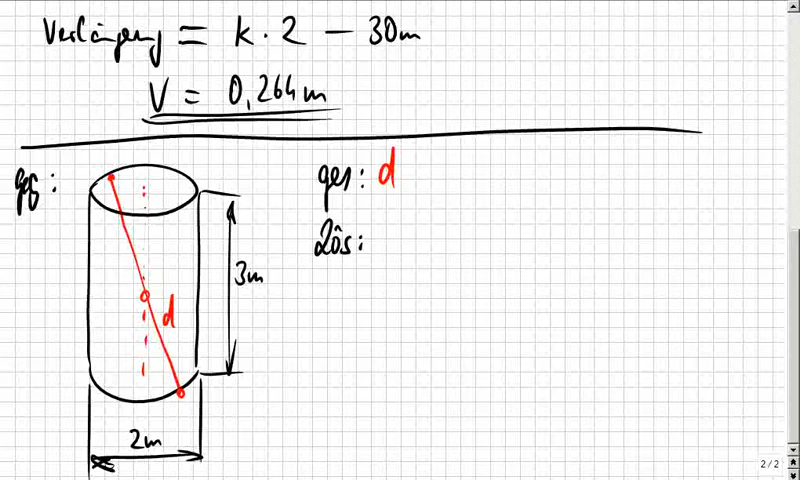 Verlängerung = k · 2 - 30m
V = 0,264m
geg: ges: d
Lös:
3m
d
2m
2/2